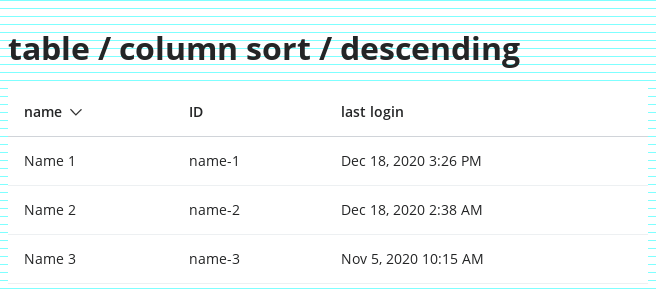 table / column sort / descending
name ID last login
Name 1 name-1 Dec 18, 2020 3:26 PM
Name 2 name-2 Dec 18, 2020 2:38 AM
Name 3 name-3 Nov 5, 2020 10:15 AM